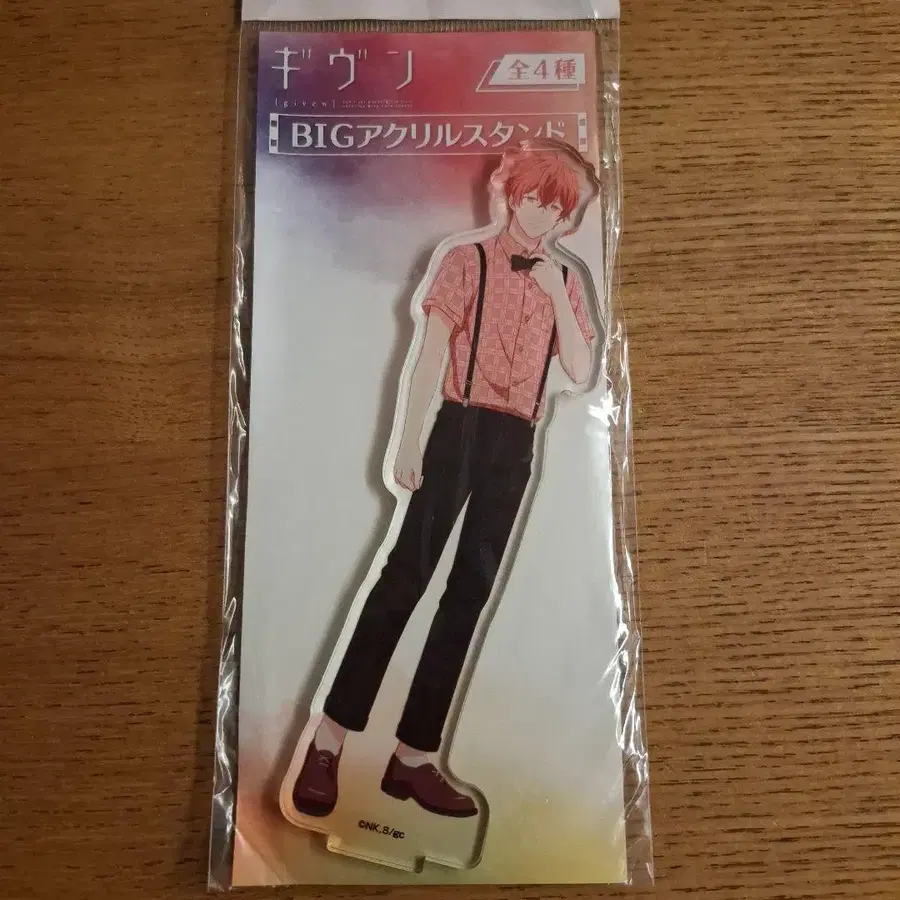 ギヴン
全4種
[given]
BIGアクリルスタンド
©NK,S/gc